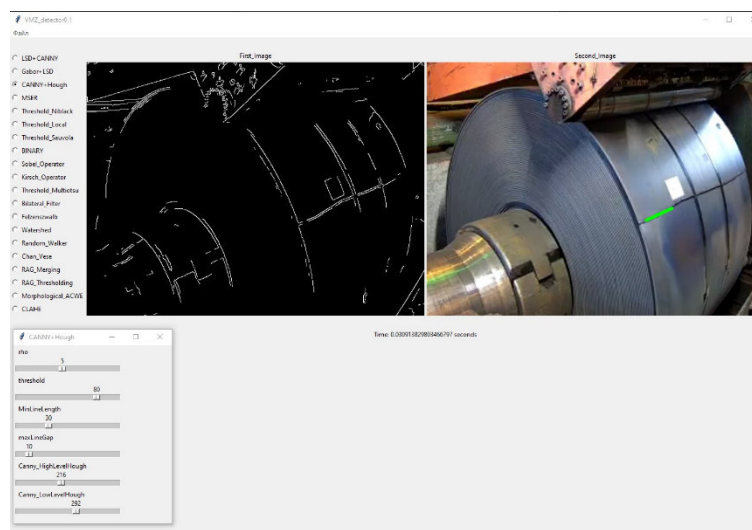 VMZ_detector0.1
Файл
First_Image
Second_Image
LSD+CANNY
Gabor+LSD
CANNY+Hough
MSER
Threshold_Niblack
Threshold_Local
Threshold_Sauvola
BINARY
Sobel_Operator
Kirsch_Operator
Threshold_Multiotsu
Bilateral_Filter
Felzenszwalb
Watershed
Random_Walker
Chan_Vese
RAG_Merging
RAG_Thresholding
Morphological_ACWE
CLAHE
Time: 0.030913829803466797 seconds
CANNY+Hough
rho
5
threshold
80
MinLineLength
30
maxLineGap
10
Canny_HighLevelHough
216
Canny_LowLevelHough
292